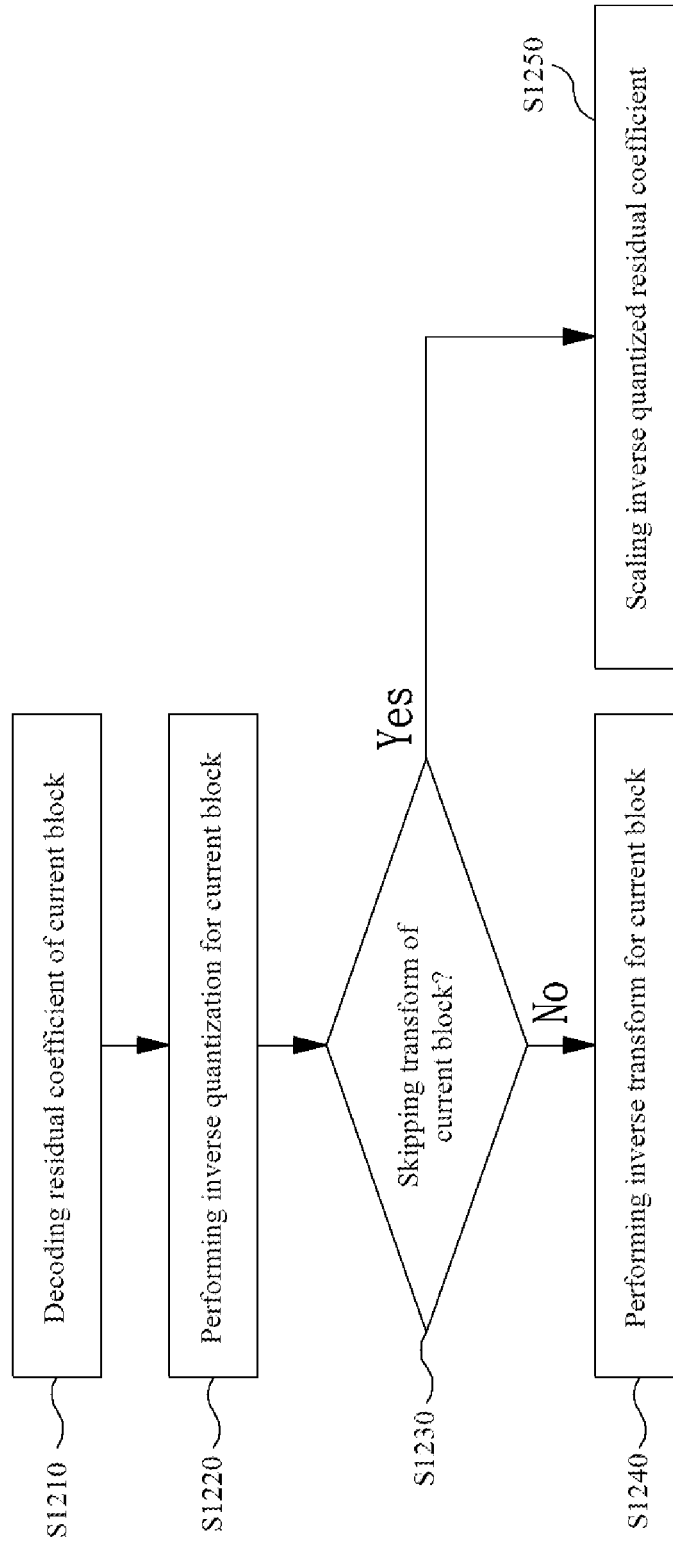 S1210
Decoding residual coefficient of current block
S1220
Performing inverse quantization for current block
S1230
Skipping transform of
current block?
Yes
No
S1240
Performing inverse transform for current block
S1250
Scaling inverse quantized residual coefficient